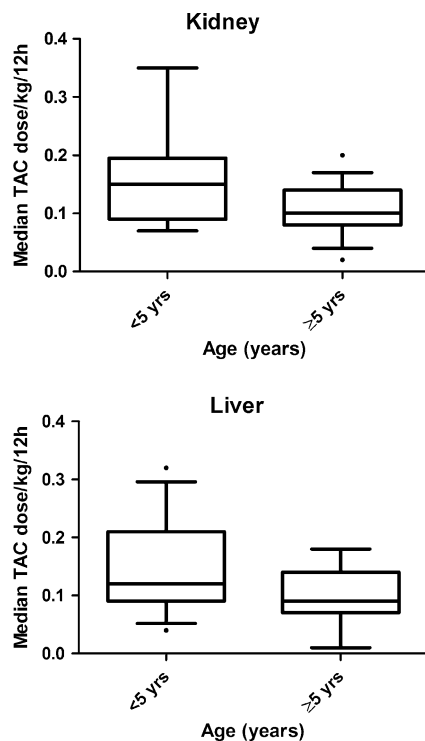 Kidney
Median TAC dose/kg/12h
0.4
0.3
0.2
0.1
0.0
<5 yrs
≥5 yrs
Age (years)
Liver
Median TAC dose/kg/12h
0.4
0.3
0.2
0.1
0.0
<5 yrs
≥5 yrs
Age (years)